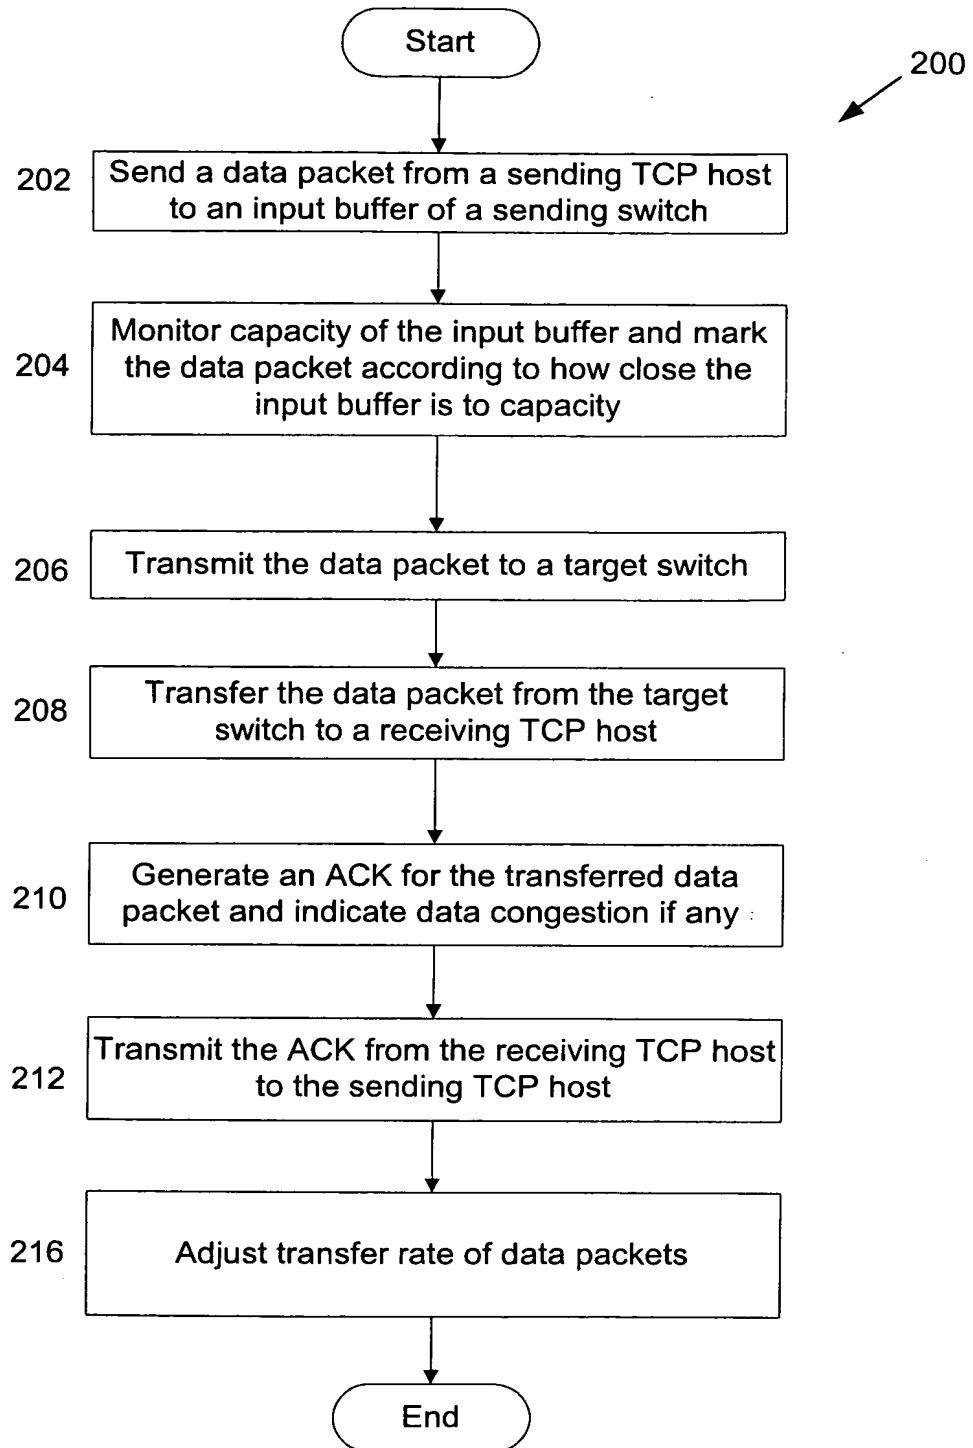 Start
200
202
Send a data packet from a sending TCP host
to an input buffer of a sending switch
204
Monitor capacity of the input buffer and mark
the data packet according to how close the
input buffer is to capacity
206
Transmit the data packet to a target switch
208
Transfer the data packet from the target
switch to a receiving TCP host
210
Generate an ACK for the transferred data
packet and indicate data congestion if any
212
Transmit the ACK from the receiving TCP host
to the sending TCP host
216
Adjust transfer rate of data packets
End